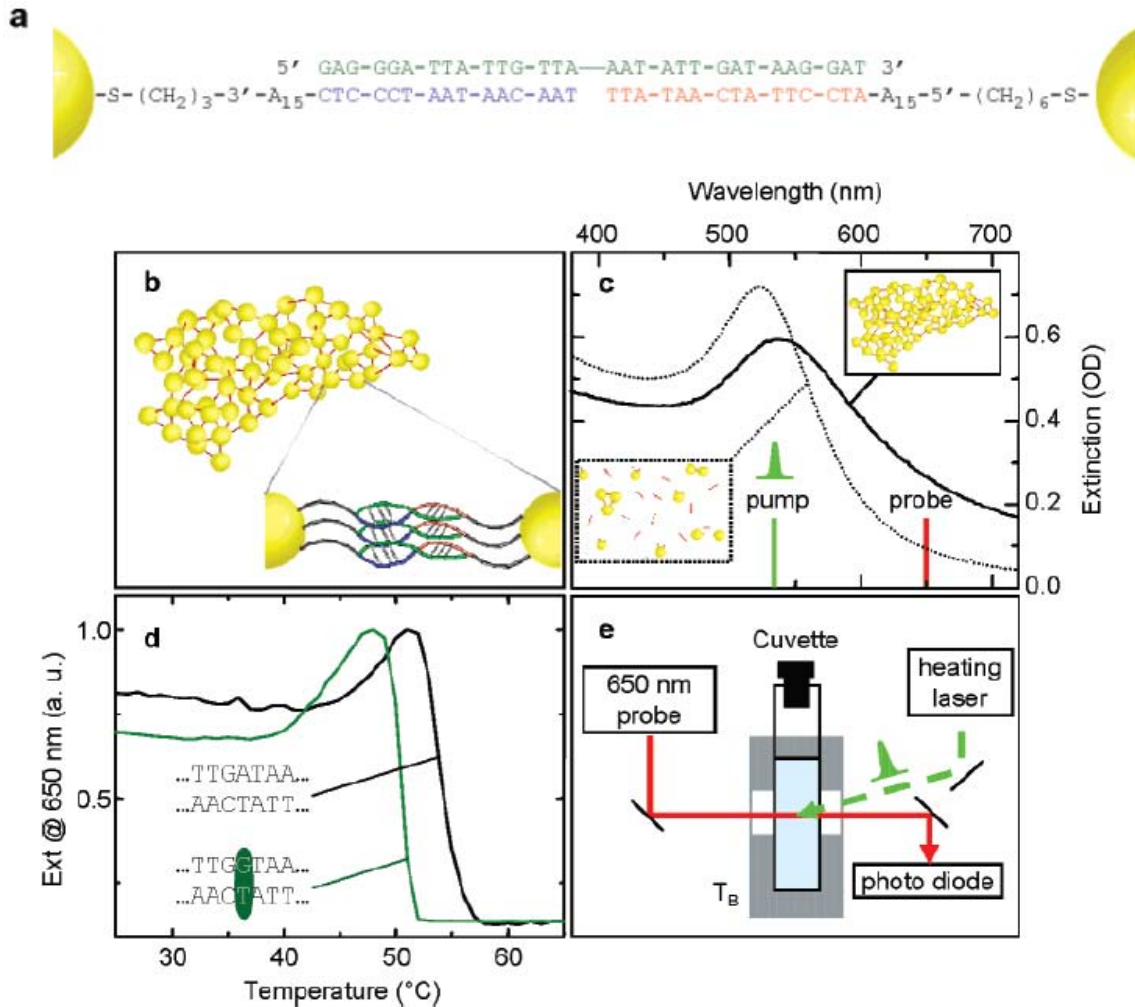 a
5' GAG-GGA-TTA-TTG-TTA—AAT-ATT-GAT-AAG-GAT 3'
-S-(CH2)3-3'-A15-CTC-CCT-AAT-AAC-AAT TTA-TAA-CTA-TTC-CTA-A15-5'-(CH2)6-S-
b
Wavelength (nm)
400 500 600 700
c
pump
probe
0.6
0.4
0.2
0.0
Extinction (OD)
d
1.0
0.5
Ext @ 650 nm (a. u.)
...TTGATAA...
...AACTATT...
...TTGGTAA...
...AACTATT...
30 40 50 60
Temperature (°C)
e
Cuvette
650 nm
probe
heating
laser
TB
photo diode